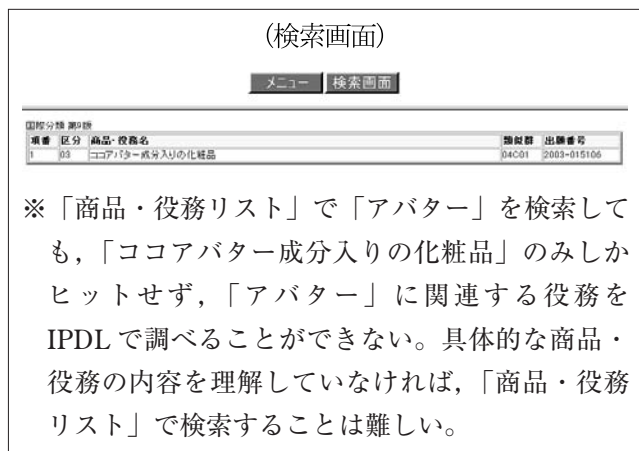 (検索画面)
メニュー 検索画面
国際分類 第9版
項番 区分 商品・役務名 類似群 出願番号
1 03 ココアバター成分入りの化粧品 04C01 2003-015106
※「商品・役務リスト」で「アバター」を検索して
も，「ココアバター成分入りの化粧品」のみしか
ヒットせず，「アバター」に関連する役務を
IPDLで調べることができない。具体的な商品・
役務の内容を理解していなければ，「商品・役務
リスト」で検索することは難しい。